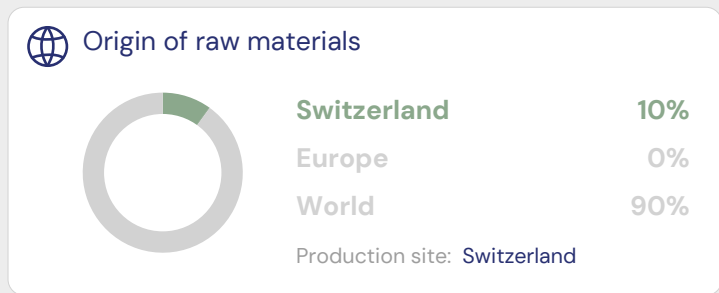 Origin of raw materials
Switzerland 10%
Europe 0%
World 90%
Production site: Switzerland